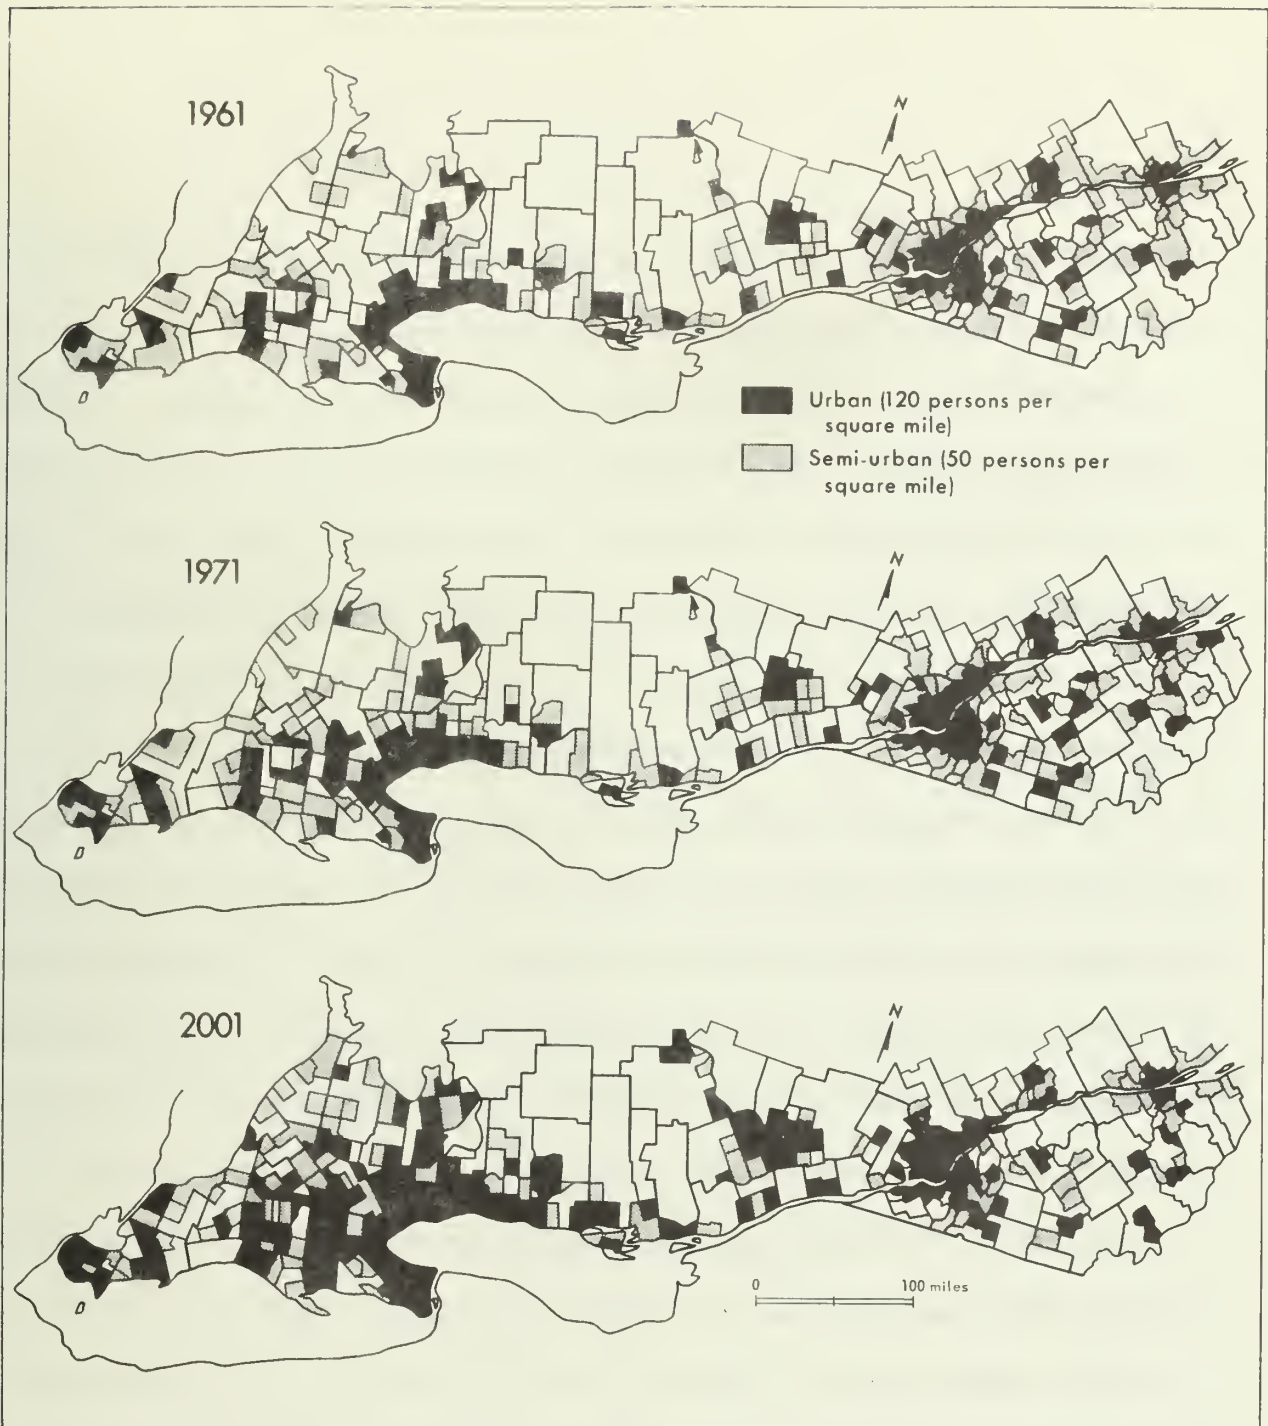 1961
N
Urban (120 persons per
square mile)
Semi-urban (50 persons per
square mile)
1971
N
2001
N
0
100 miles